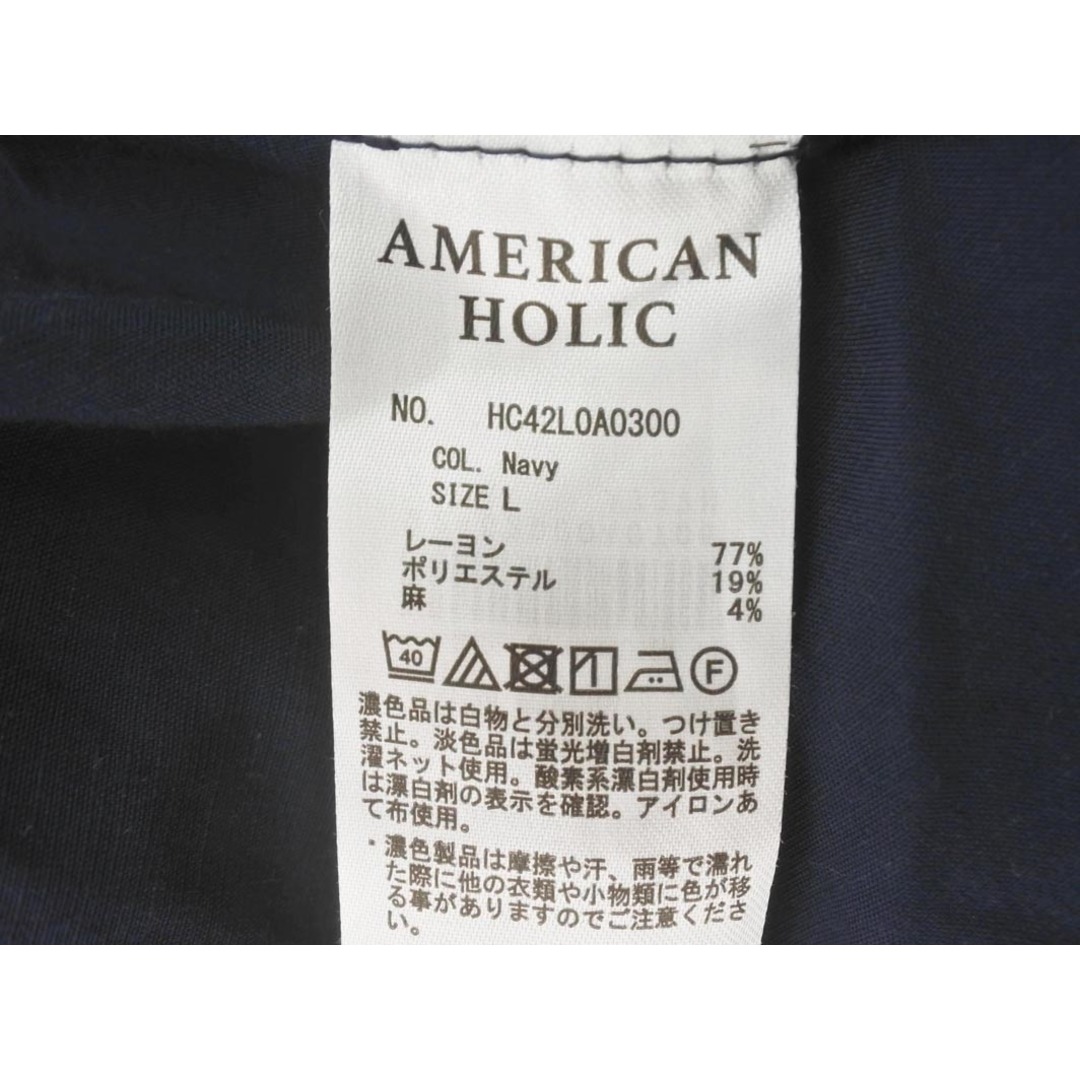 AMERICAN
HOLIC
NO. HC42L0A0300
COL. Navy
SIZE L
レーヨン 77%
ポリエステル 19%
麻 4%
40 F
濃色品は白物と分別洗い。つけ置き
禁止。淡色品は蛍光増白剤禁止。洗
濯ネット使用。酸素系漂白剤使用時
は漂白剤の表示を確認。アイロンあ
て布使用。
・濃色製品は摩擦や汗、雨等で濡れ
た際に他の衣類や小物類に色が移
る事がありますのでご注意くださ
い。